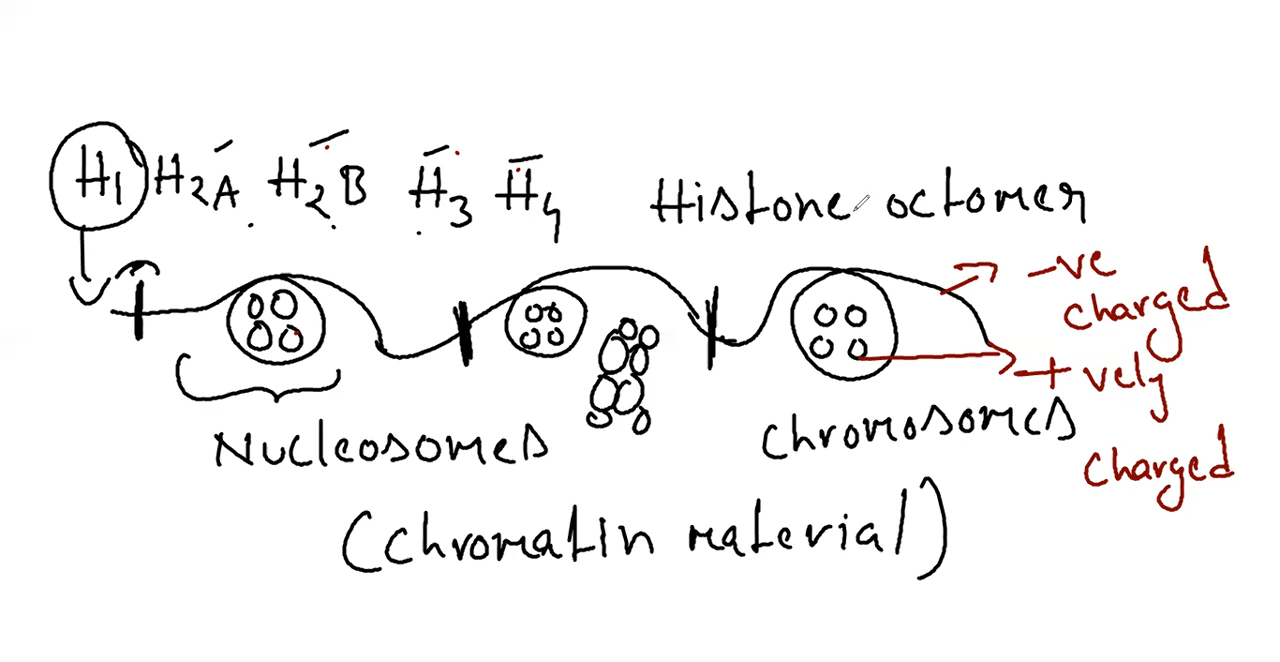 H1 H2A H2B H3 H4 Histone octomer
-ve
charged
+vely
charged
Nucleosomes
chromosomes
(chromatin material)